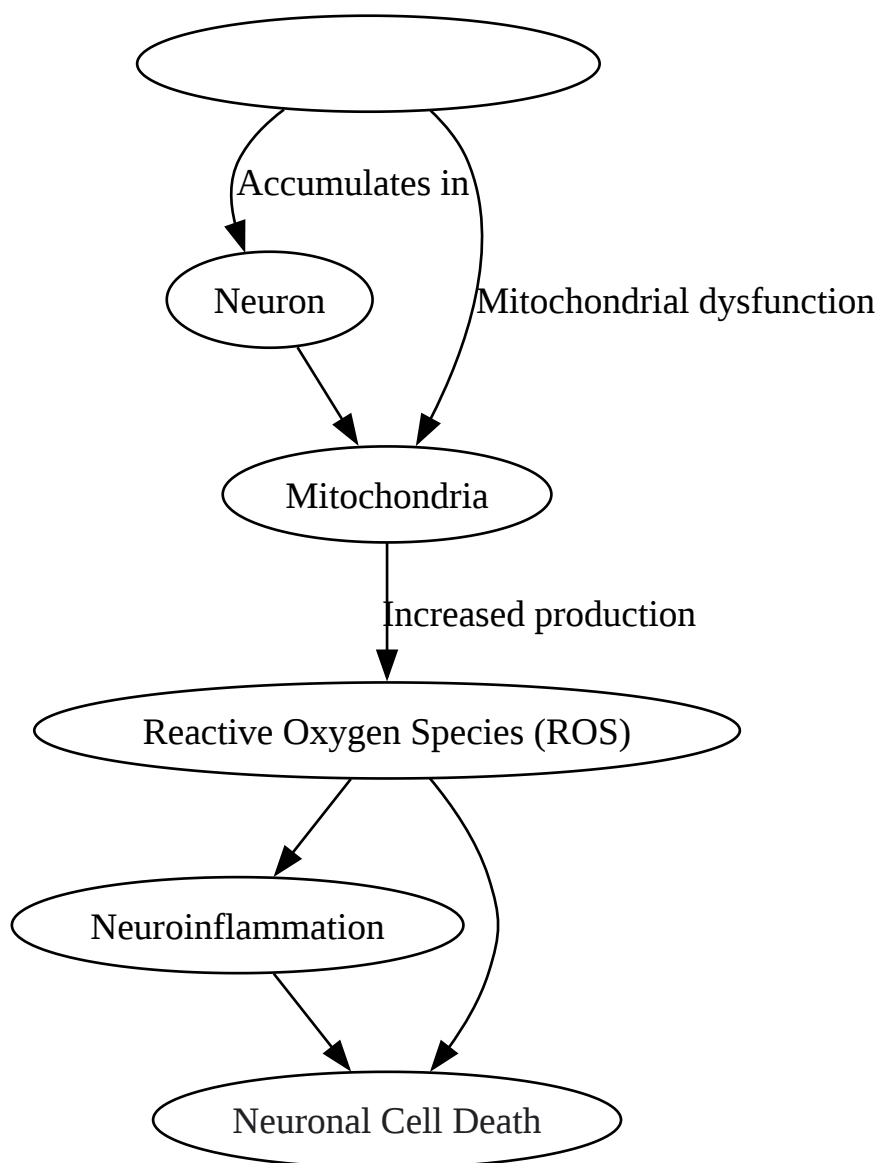 Accumulates in
Neuron
Mitochondrial dysfunction
Mitochondria
Increased production
Reactive Oxygen Species (ROS)
Neuroinflammation
Neuronal Cell Death